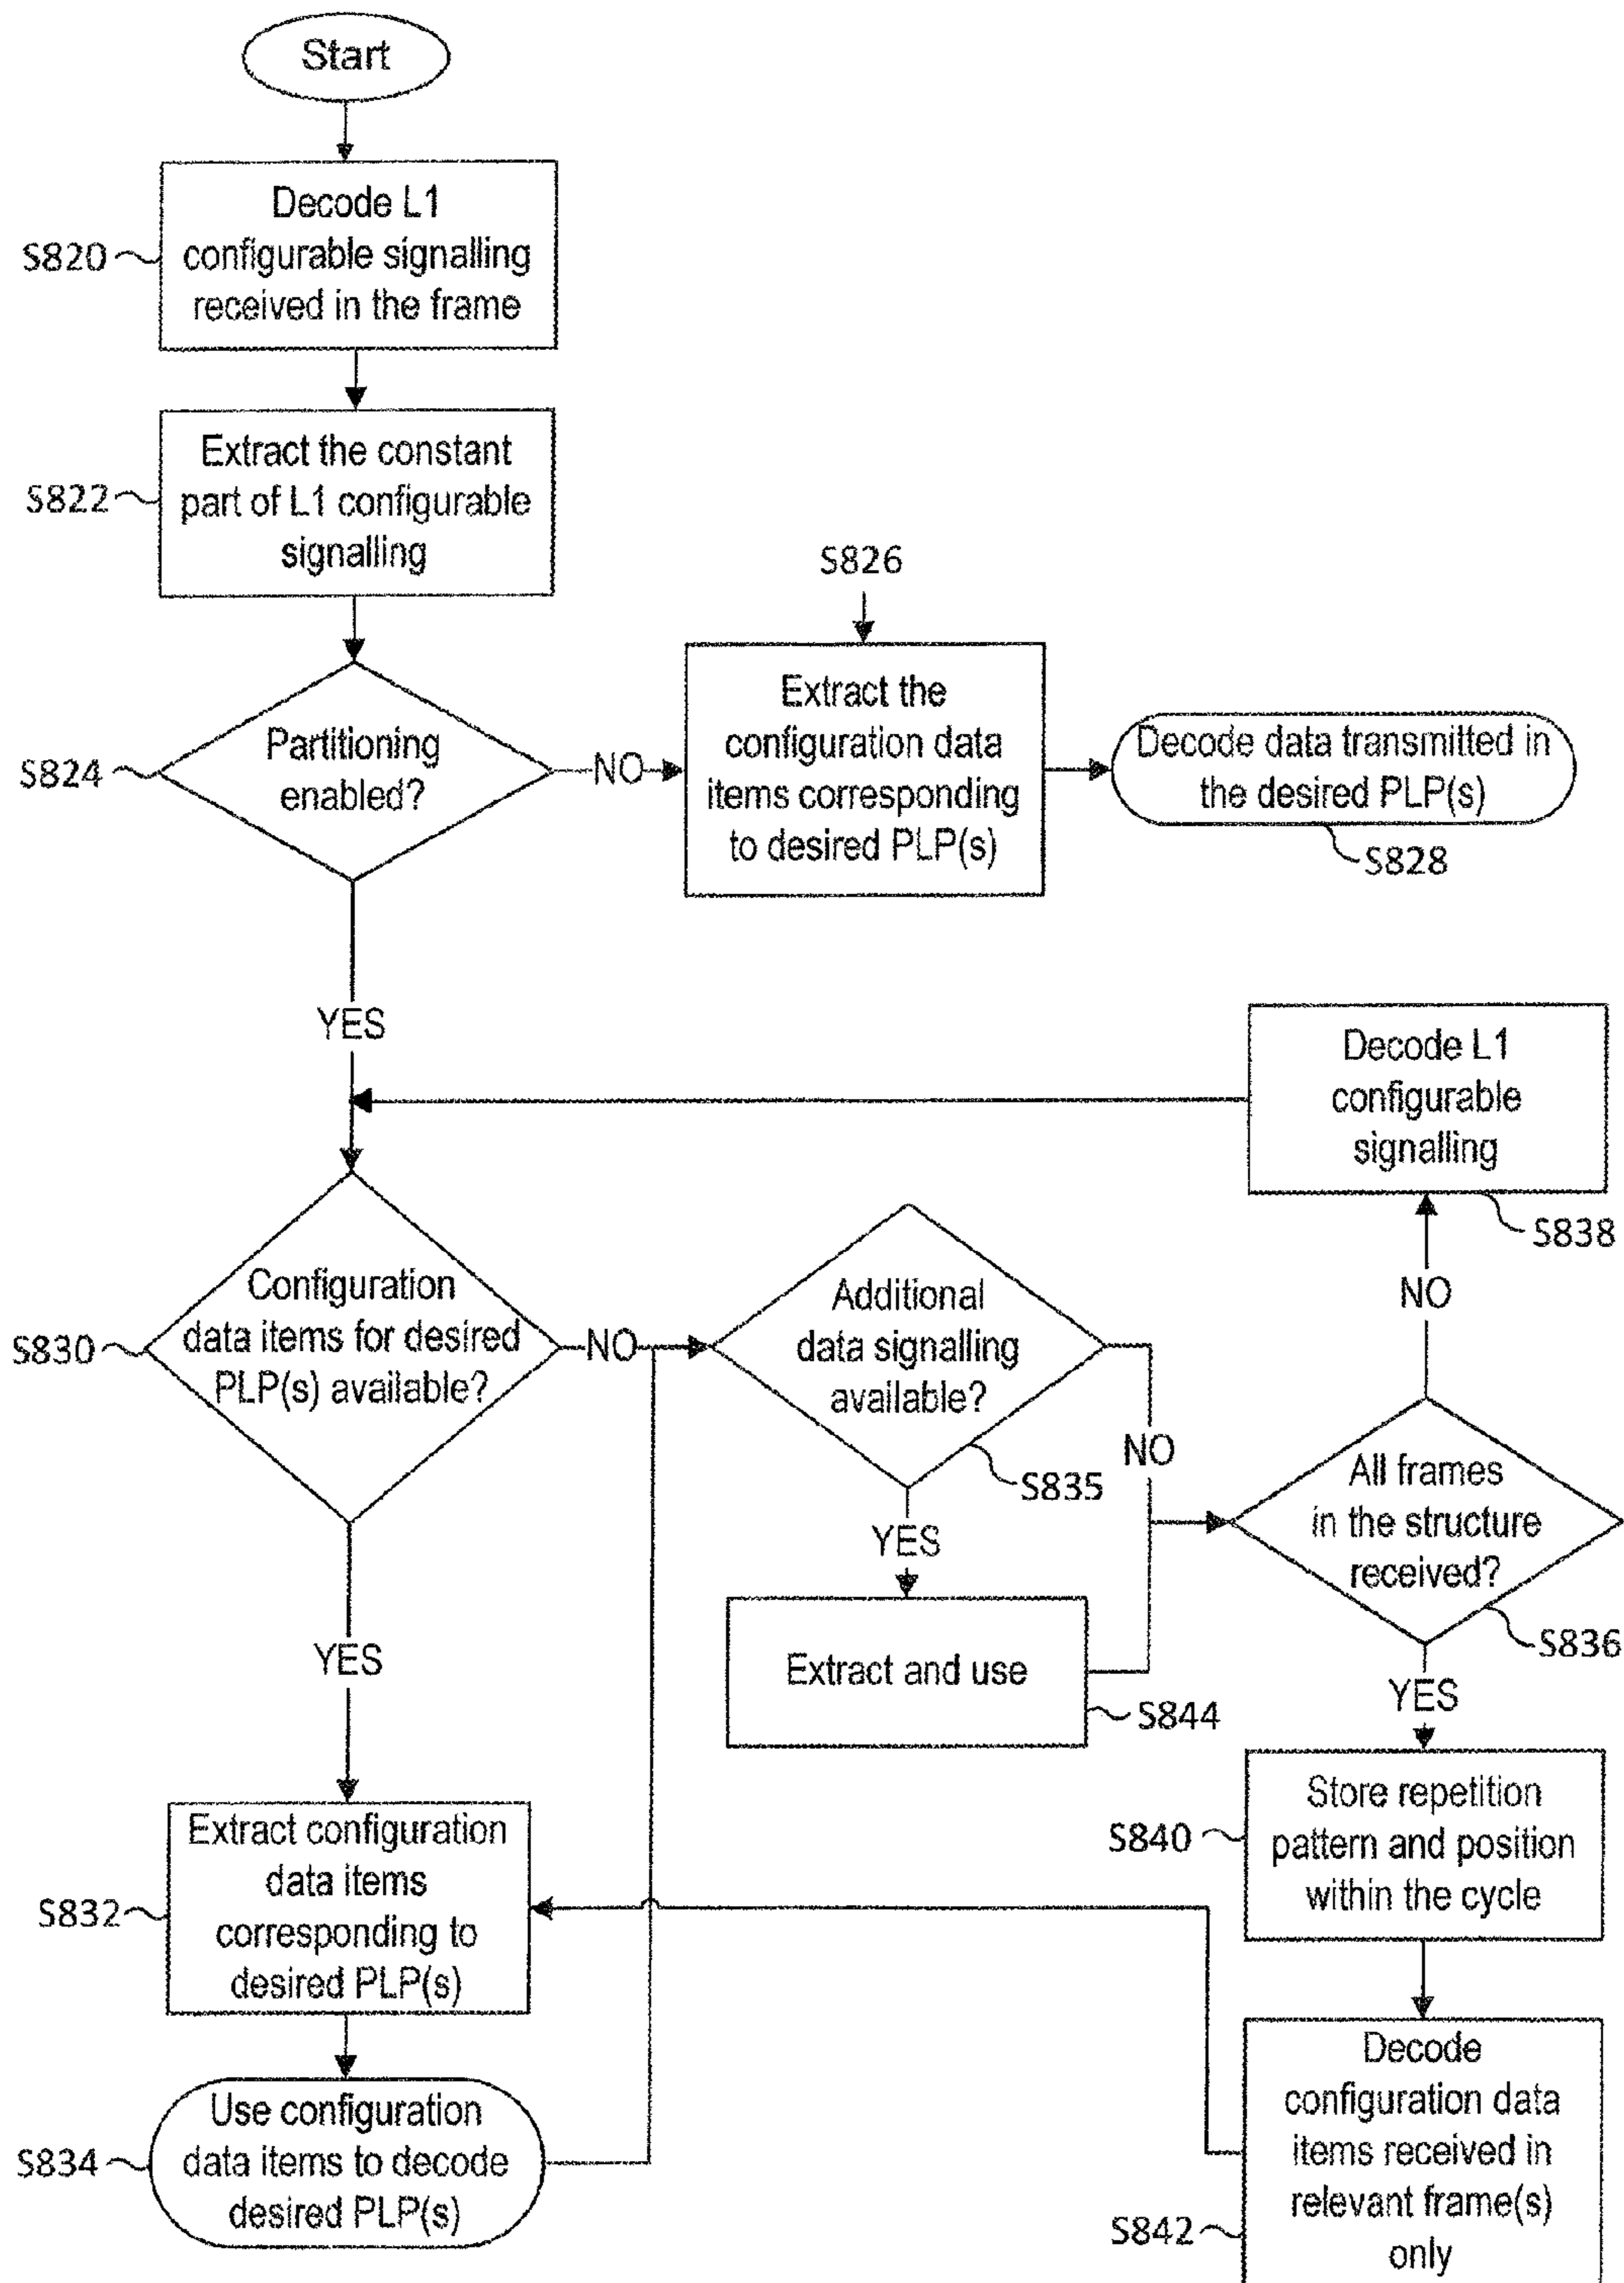 Start
S820
Decode L1
configurable signalling
received in the frame
S822
Extract the constant
part of L1 configurable
signalling
S824
Partitioning
enabled?
NO
S826
Extract the
configuration data
items corresponding
to desired PLP(s)
Decode data transmitted in
the desired PLP(s)
S828
YES
Decode L1
configurable
signalling
S838
NO
S830
Configuration
data items for desired
PLP(s) available?
NO
Additional
data signalling
available?
S835
NO
YES
Extract and use
S844
All frames
in the structure
received?
S836
YES
YES
S840
Store repetition
pattern and position
within the cycle
S832
Extract configuration
data items
corresponding to
desired PLP(s)
S834
Use configuration
data items to decode
desired PLP(s)
S842
Decode
configuration data
items received in
relevant frame(s)
only